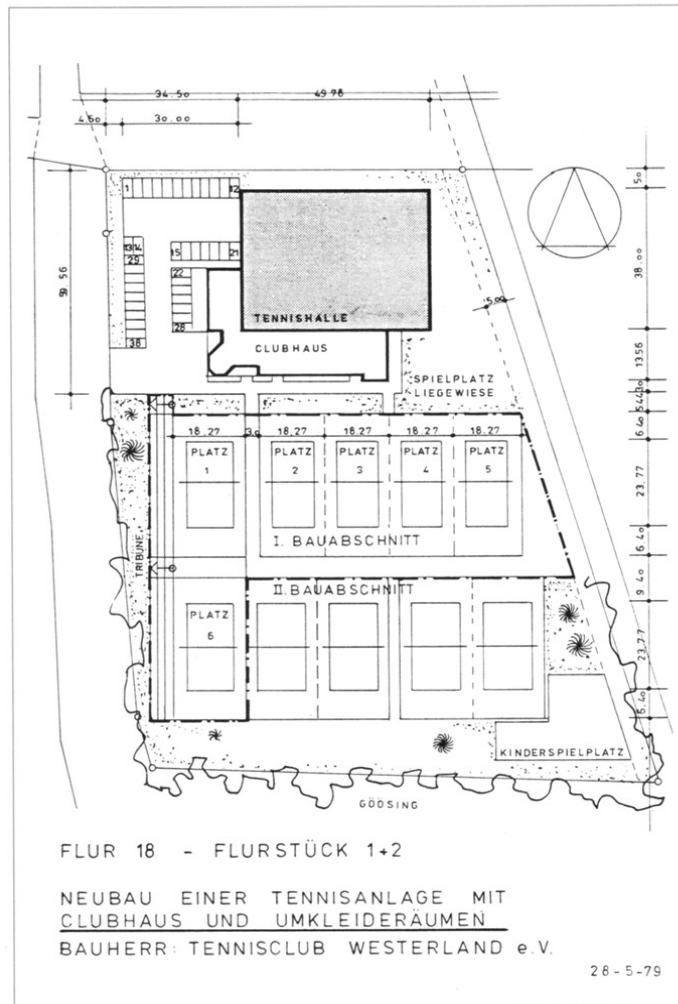 34.50 49.78
4.50 30.00
1 12
5.0
13 14
29
15 21
22
28
38
59.56
38.00
5.00
TENNISHALLE
CLUBHAUS
13.56
SPIELPLATZ
LIEGEWIESE
6.40
18.27 3.0 18.27 18.27 18.27 18.27
PLATZ
1
PLATZ
2
PLATZ
3
PLATZ
4
PLATZ
5
23.77
I. BAUABSCHNITT
6.40
TRIBÜNE
II. BAUABSCHNITT
9.40
PLATZ
6
23.77
6.40
KINDERSPIELPLATZ
GÖÖSING
FLUR 18 - FLURSTÜCK 1+2
NEUBAU EINER TENNISANLAGE MIT
CLUBHAUS UND UMKLEIDERÄUMEN
BAUHERR: TENNISCLUB WESTERLAND e.V.
28-5-79